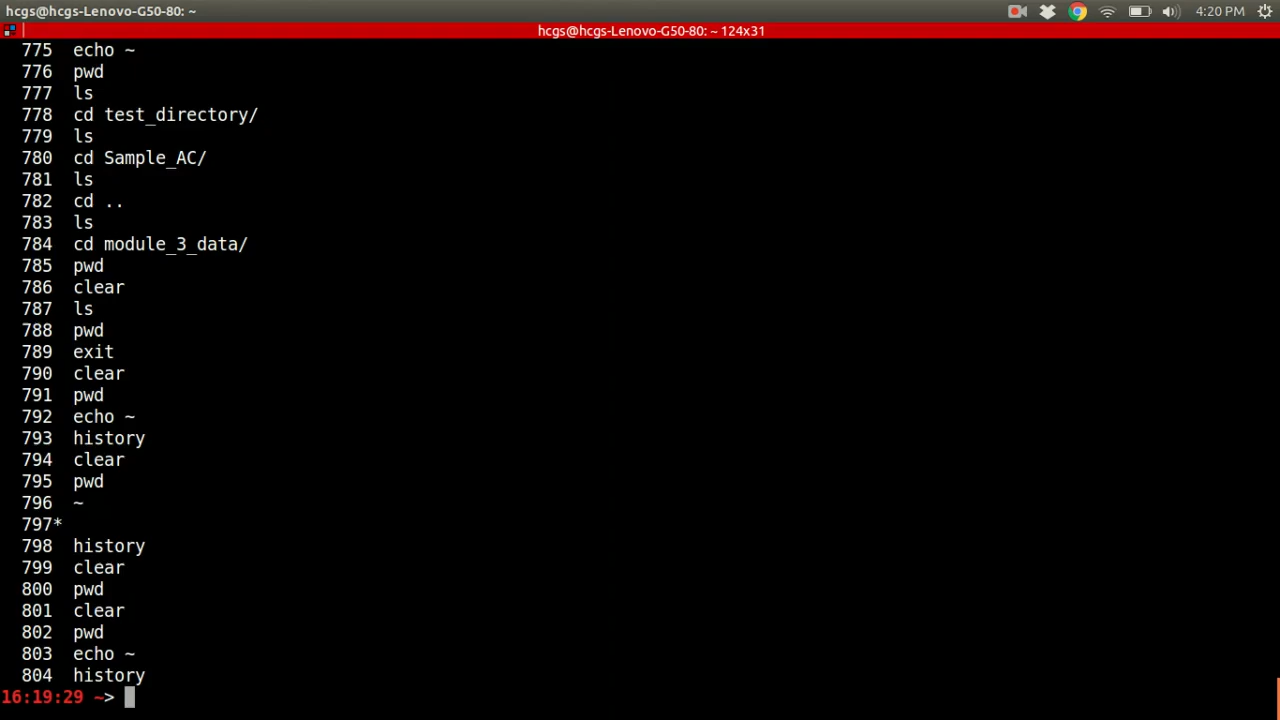 hcgs@hcgs-Lenovo-G50-80: ~ 4:20 PM
hcgs@hcgs-Lenovo-G50-80: ~ 124x31
775 echo ~
776 pwd
777 ls
778 cd test_directory/
779 ls
780 cd Sample_AC/
781 ls
782 cd ..
783 ls
784 cd module_3_data/
785 pwd
786 clear
787 ls
788 pwd
789 exit
790 clear
791 pwd
792 echo ~
793 history
794 clear
795 pwd
796 ~
797*
798 history
799 clear
800 pwd
801 clear
802 pwd
803 echo ~
804 history
16:19:29 ~>